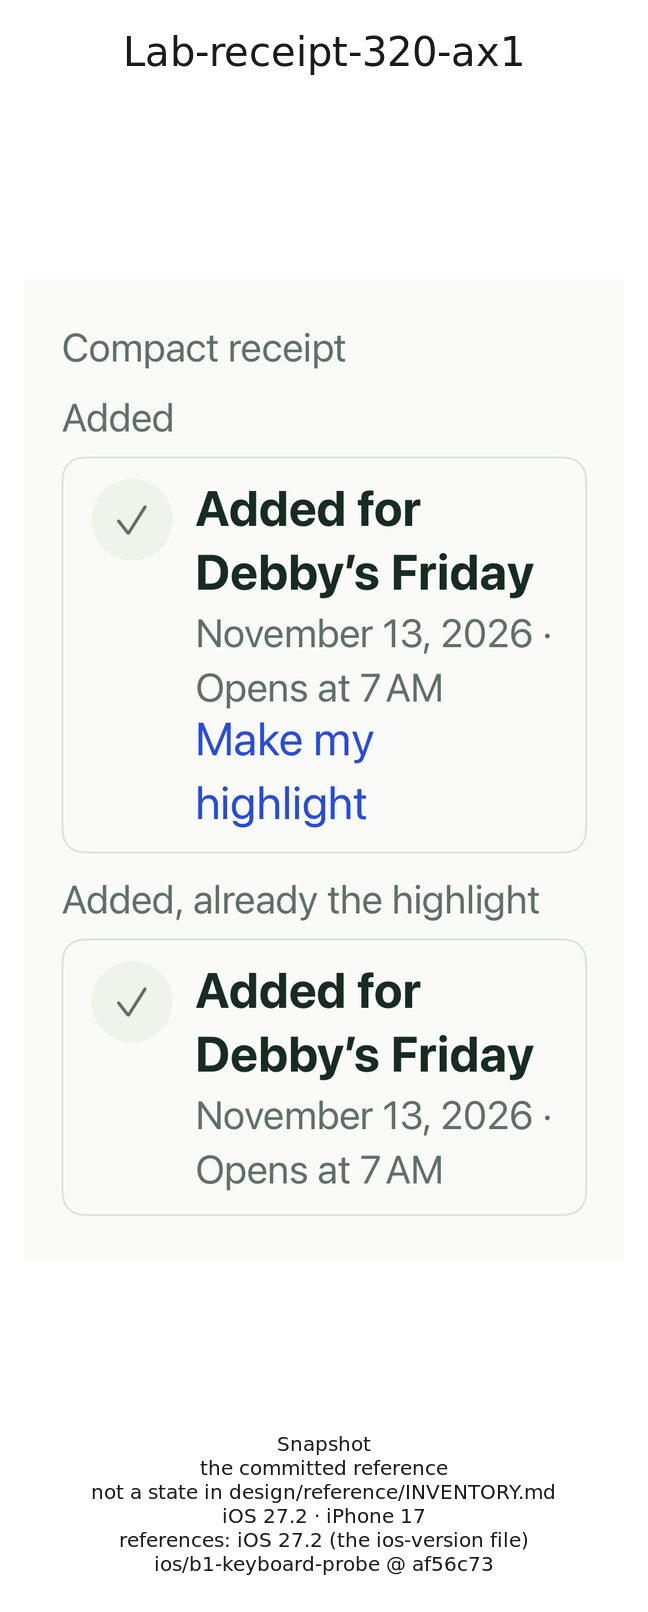 Lab-receipt-320-ax1
Compact receipt
Added
Added for
Debby’s Friday
November 13, 2026 ·
Opens at 7 AM
Make my
highlight
Added, already the highlight
Added for
Debby’s Friday
November 13, 2026 ·
Opens at 7 AM
Snapshot
the committed reference
not a state in design/reference/INVENTORY.md
iOS 27.2 · iPhone 17
references: iOS 27.2 (the ios-version file)
ios/b1-keyboard-probe @ af56c73